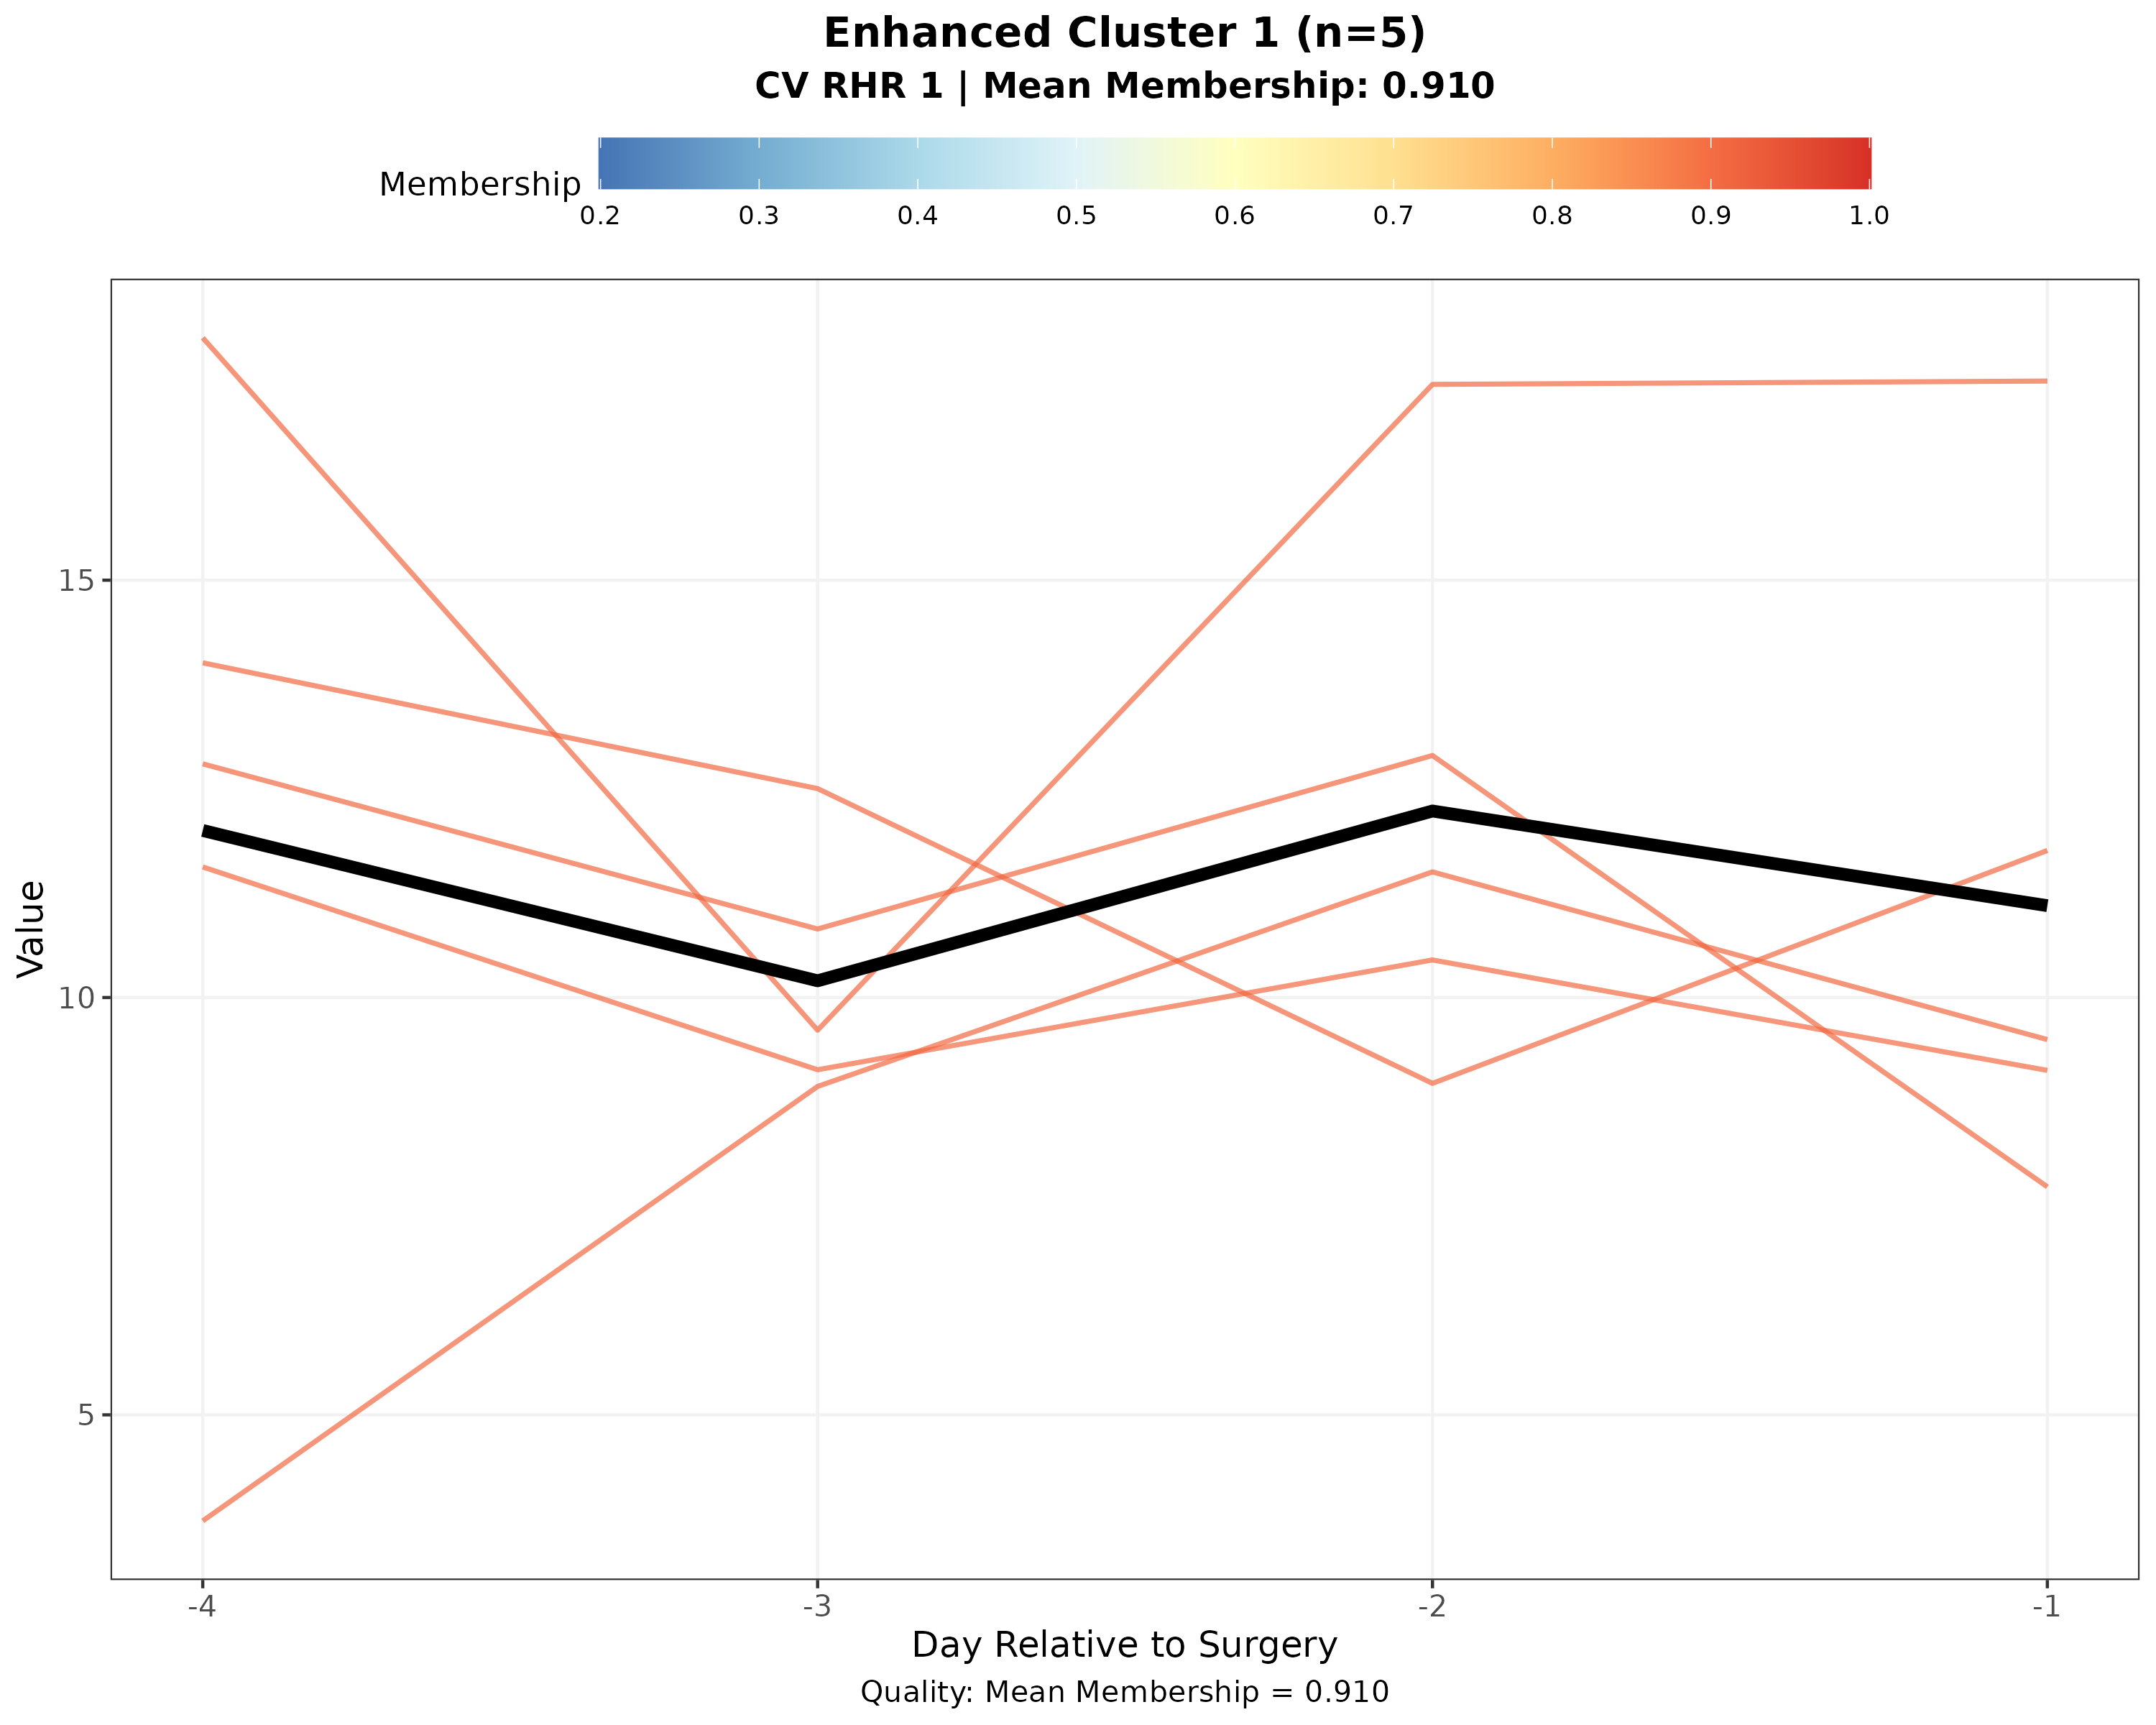 Enhanced Cluster 1 (n=5)
CV RHR 1 | Mean Membership: 0.910
Membership
0.2 0.3 0.4 0.5 0.6 0.7 0.8 0.9 1.0
Value
15
10
5
-4 -3 -2 -1
Day Relative to Surgery
Quality: Mean Membership = 0.910